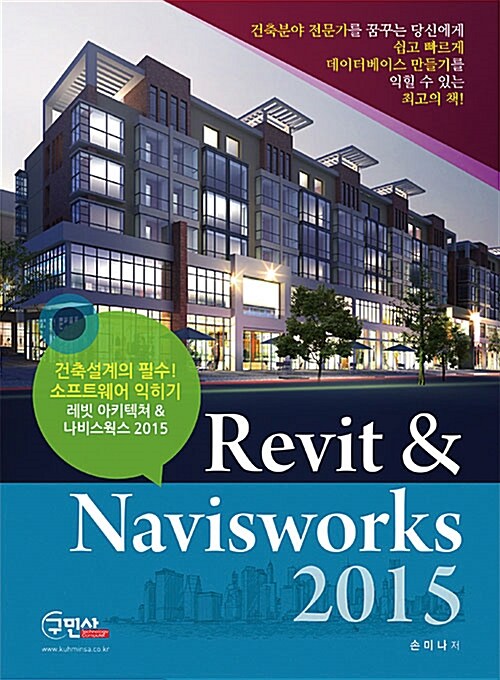 건축분야 전문가를 꿈꾸는 당신에게
쉽고 빠르게
데이터베이스 만들기를
익힐 수 있는
최고의 책!
건축설계의 필수!
소프트웨어 익히기
레빗 아키텍처 &
나비스웍스 2015
Revit &
Navisworks
2015
구민사
Technology
Computer
www.kuhminsa.co.kr
손미나 저